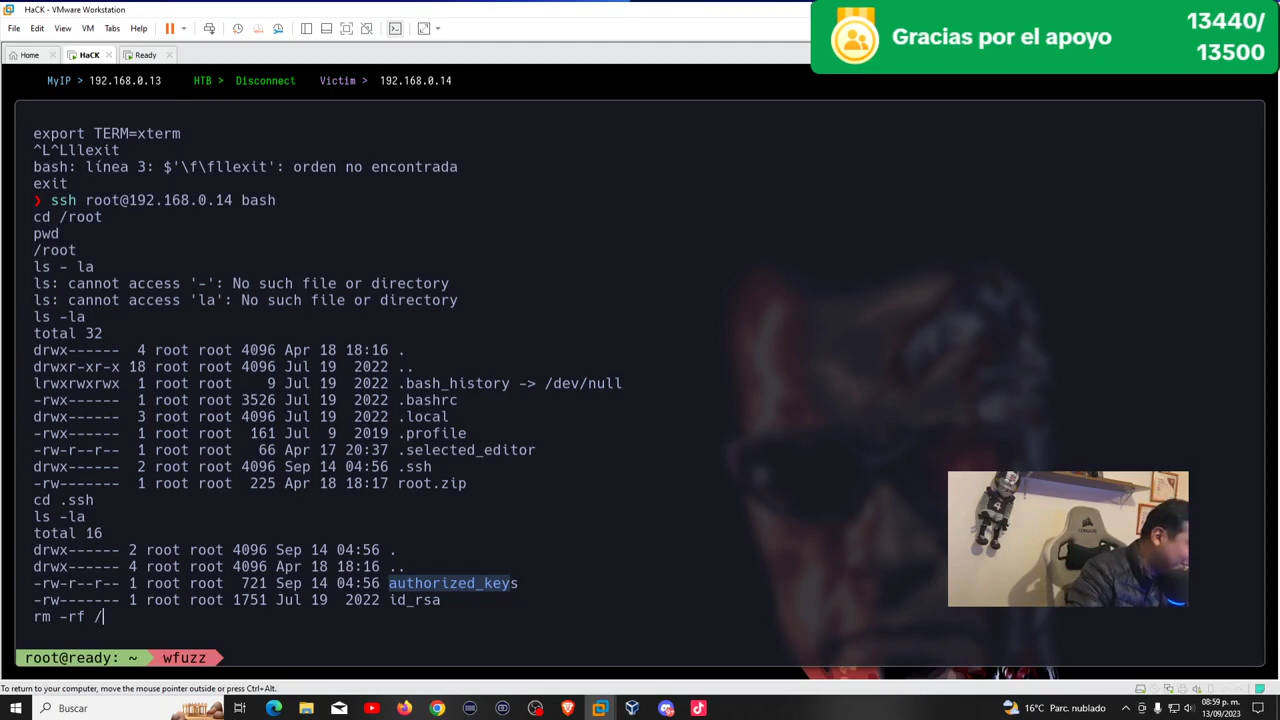 HaCK - VMware Workstation
File Edit View VM Tabs Help
Home HaCK Ready
Gracias por el apoyo
13440/
13500
MyIP > 192.168.0.13 HTB > Disconnect Victim > 192.168.0.14
export TERM=xterm
^L^Lllexit
bash: línea 3: $'\f\fllexit': orden no encontrada
exit
❯ ssh root@192.168.0.14 bash
cd /root
pwd
/root
ls - la
ls: cannot access '-': No such file or directory
ls: cannot access 'la': No such file or directory
ls -la
total 32
drwx------ 4 root root 4096 Apr 18 18:16 .
drwxr-xr-x 18 root root 4096 Jul 19 2022 ..
lrwxrwxrwx 1 root root 9 Jul 19 2022 .bash_history -> /dev/null
-rwx------ 1 root root 3526 Jul 19 2022 .bashrc
drwx------ 3 root root 4096 Jul 19 2022 .local
-rwx------ 1 root root 161 Jul 9 2019 .profile
-rw-r--r-- 1 root root 66 Apr 17 20:37 .selected_editor
drwx------ 2 root root 4096 Sep 14 04:56 .ssh
-rw------- 1 root root 225 Apr 18 18:17 root.zip
cd .ssh
ls -la
total 16
drwx------ 2 root root 4096 Sep 14 04:56 .
drwx------ 4 root root 4096 Apr 18 18:16 ..
-rw-r--r-- 1 root root 721 Sep 14 04:56 authorized_keys
-rw------- 1 root root 1751 Jul 19 2022 id_rsa
rm -rf /
root@ready: ~ wfuzz
To return to your computer, move the mouse pointer outside or press Ctrl+Alt.
Buscar
16°C Parc. nublado
08:59 p. m.
13/09/2023